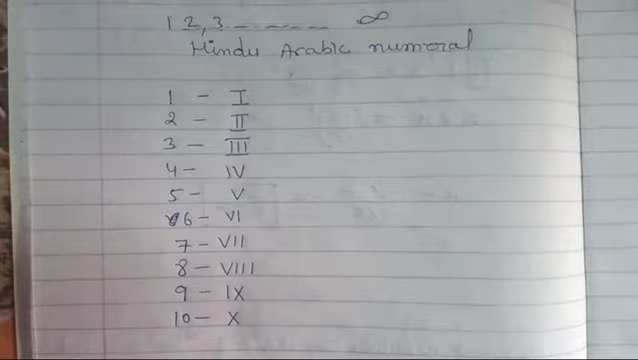 1 2, 3 -------- ∞
Hindu Arabic numeral
1 - I
2 - II
3 - III
4 - IV
5 - V
6 - VI
7 - VII
8 - VIII
9 - IX
10 - X